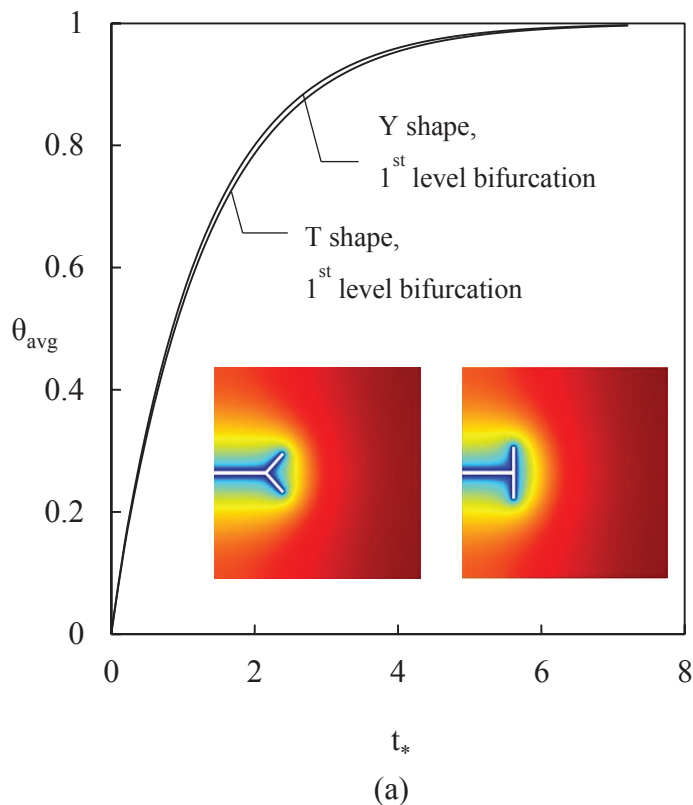 1
0.8
0.6
θavg
0.4
0.2
0
0
2
4
6
8
Y shape,
1st level bifurcation
T shape,
1st level bifurcation
t*
(a)